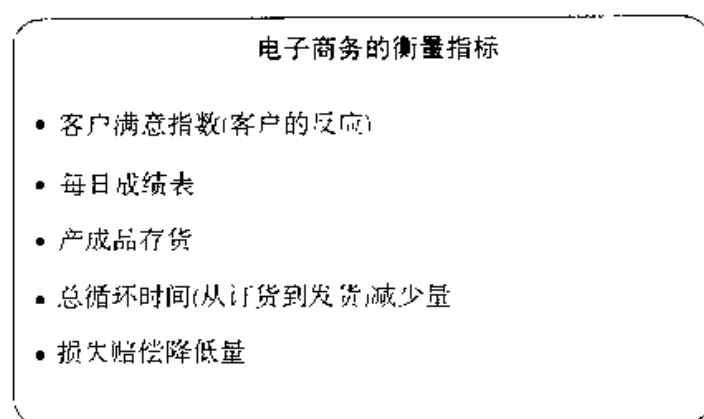 电子商务的衡量指标
• 客户满意指数(客户的反应)
• 每日成绩表
• 产成品存货
• 总循环时间(从订货到发货)减少量
• 损失赔偿降低量